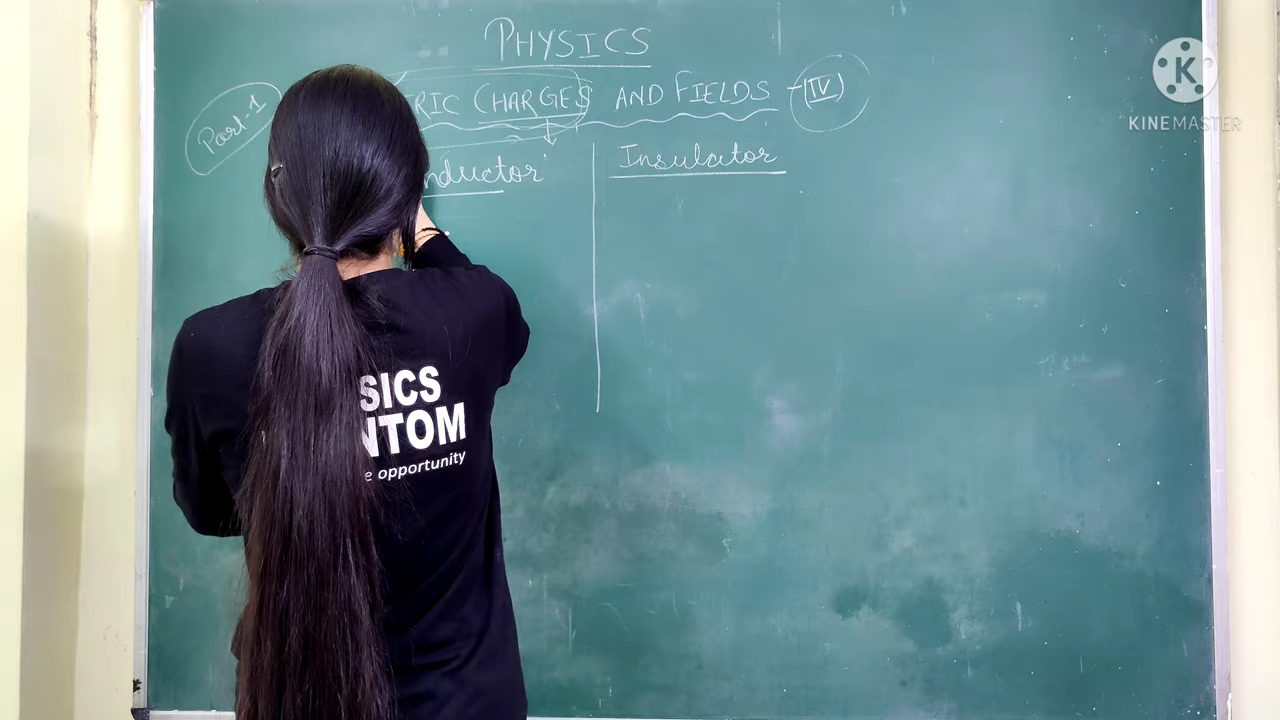 PHYSICS
Part-1
RIC CHARGES AND FIELDS -(IV)
nductor
Insulator
SICS
NTOM
e opportunity
K
KINEMASTER